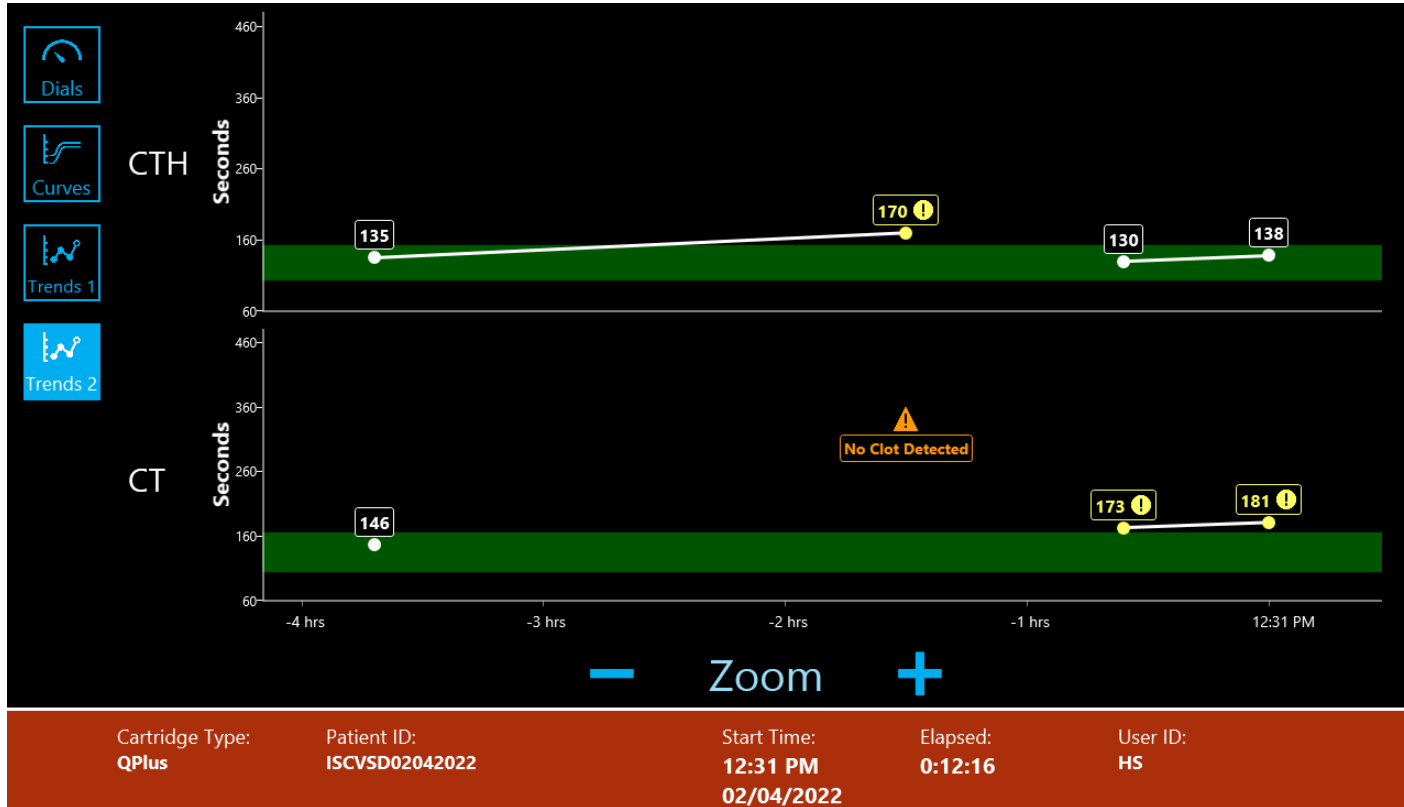 Dials
Curves
Trends 1
Trends 2
CTH
Seconds
460
360
260
160
60
135
170
130
138
CT
Seconds
460
360
260
160
60
146
No Clot Detected
173
181
-4 hrs
-3 hrs
-2 hrs
-1 hrs
12:31 PM
Zoom
Cartridge Type:
QPlus
Patient ID:
ISCVSD02042022
Start Time:
12:31 PM
02/04/2022
Elapsed:
0:12:16
User ID:
HS